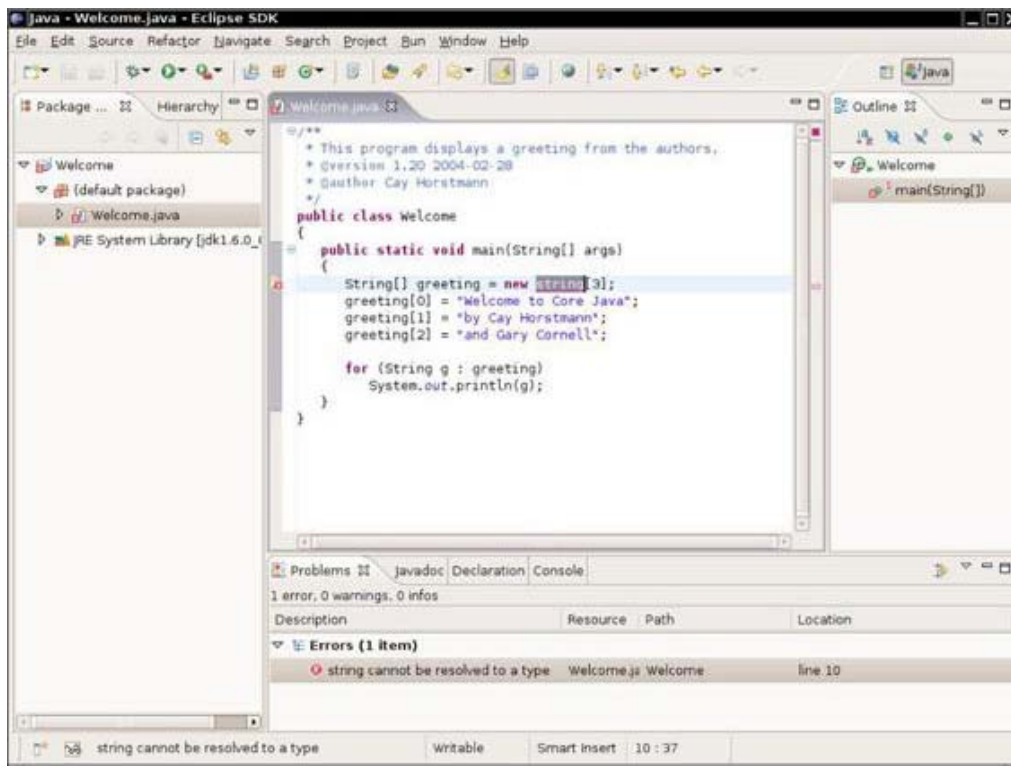 Java - Welcome.java - Eclipse SDK
File Edit Source Refactor Navigate Search Project Run Window Help
Java
Package ... Hierarchy
Welcome.java
Outline
Welcome
(default package)
Welcome.java
JRE System Library [jdk1.6.0_
/**
* This program displays a greeting from the authors.
* @version 1.20 2004-02-28
* @author Cay Horstmann
*/
public class Welcome
{
public static void main(String[] args)
{
String[] greeting = new string[3];
greeting[0] = "Welcome to Core Java";
greeting[1] = "by Cay Horstmann";
greeting[2] = "and Gary Cornell";
for (String g : greeting)
System.out.println(g);
}
}
Welcome
main(String[])
Problems Javadoc Declaration Console
1 error, 0 warnings, 0 infos
Description Resource Path Location
Errors (1 item)
string cannot be resolved to a type Welcome.ja Welcome line 10
string cannot be resolved to a type Writable Smart Insert 10 : 37